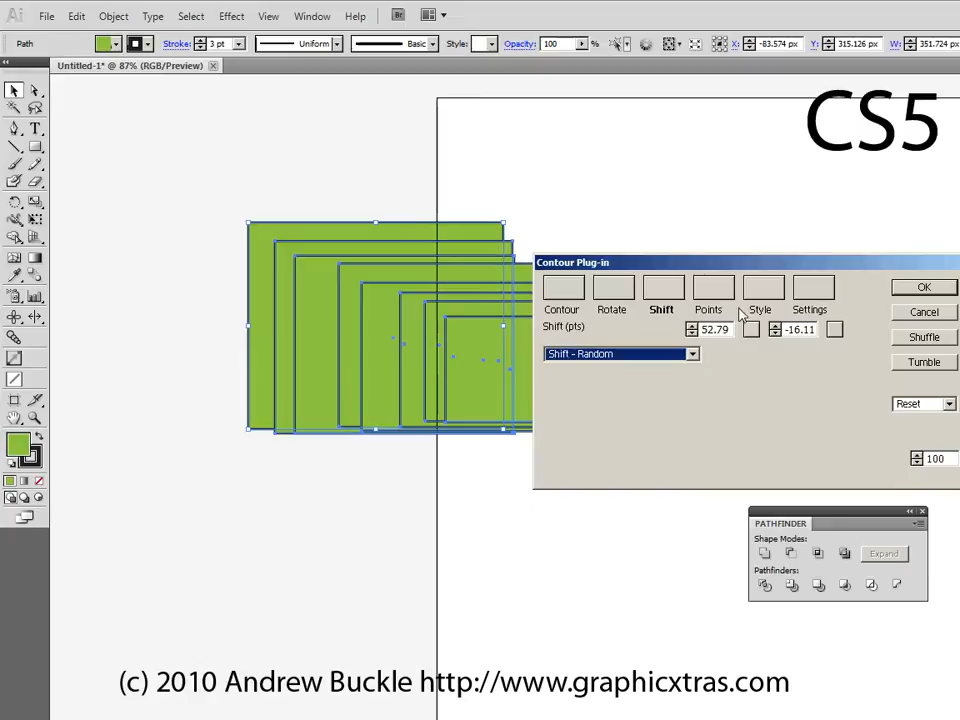 Ai File Edit Object Type Select Effect View Window Help Br
Path Stroke: 3 pt Uniform Basic Style: Opacity: 100 % X: -83.574 px Y: 315.126 px W: 351.724 px
Untitled-1* @ 87% (RGB/Preview)
CS5
Contour Plug-in
Contour Rotate Shift Points Style Settings
OK
Cancel
Shift (pts) 52.79 -16.11
Shuffle
Shift - Random
Tumble
Reset
100
PATHFINDER
Shape Modes:
Expand
Pathfinders:
(c) 2010 Andrew Buckle http://www.graphicxtras.com